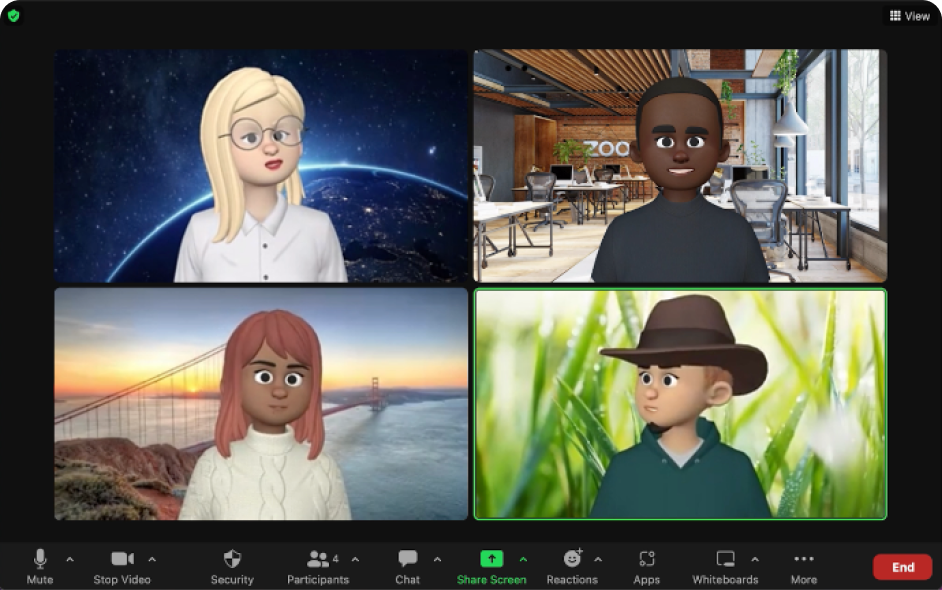 View
zoo
Mute
Stop Video
Security
Participants
4
Chat
Share Screen
Reactions
Apps
Whiteboards
More
End